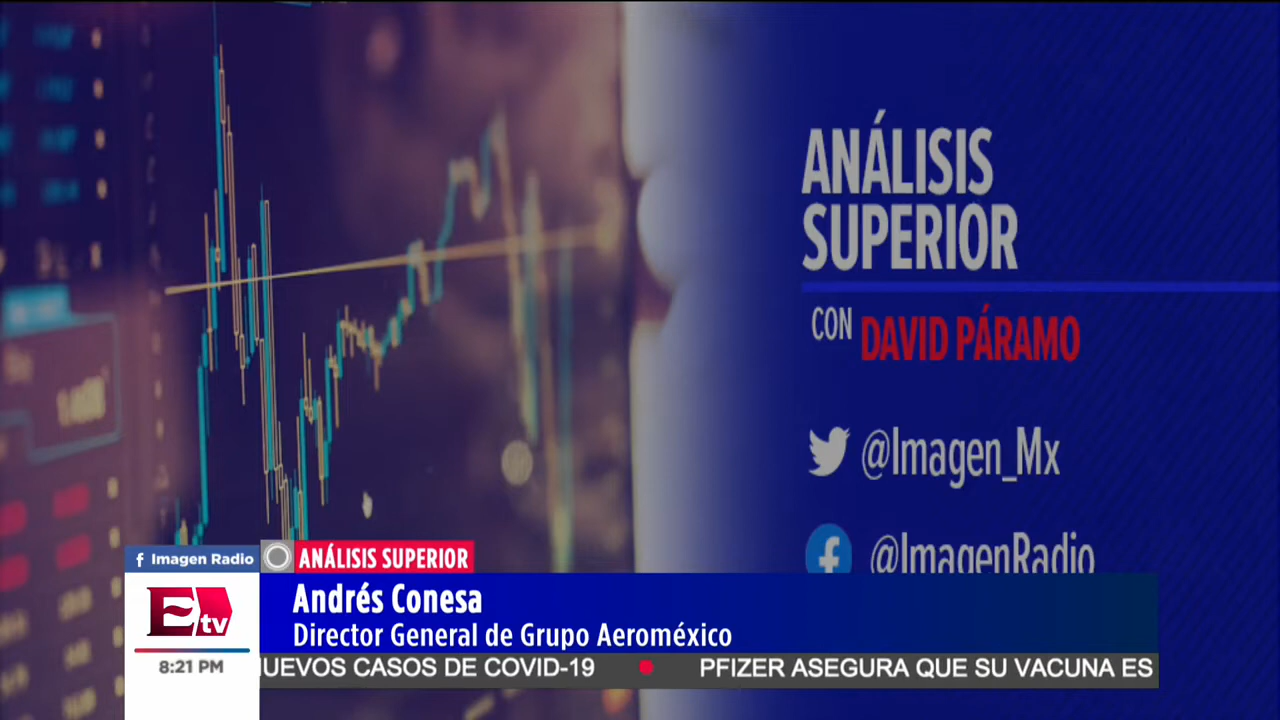 ANÁLISIS
SUPERIOR
CON DAVID PÁRAMO
@Imagen_Mx
@ImagenRadio
Imagen Radio
ANÁLISIS SUPERIOR
Andrés Conesa
Director General de Grupo Aeroméxico
Etv
8:21 PM
UEVOS CASOS DE COVID-19 PFIZER ASEGURA QUE SU VACUNA ES